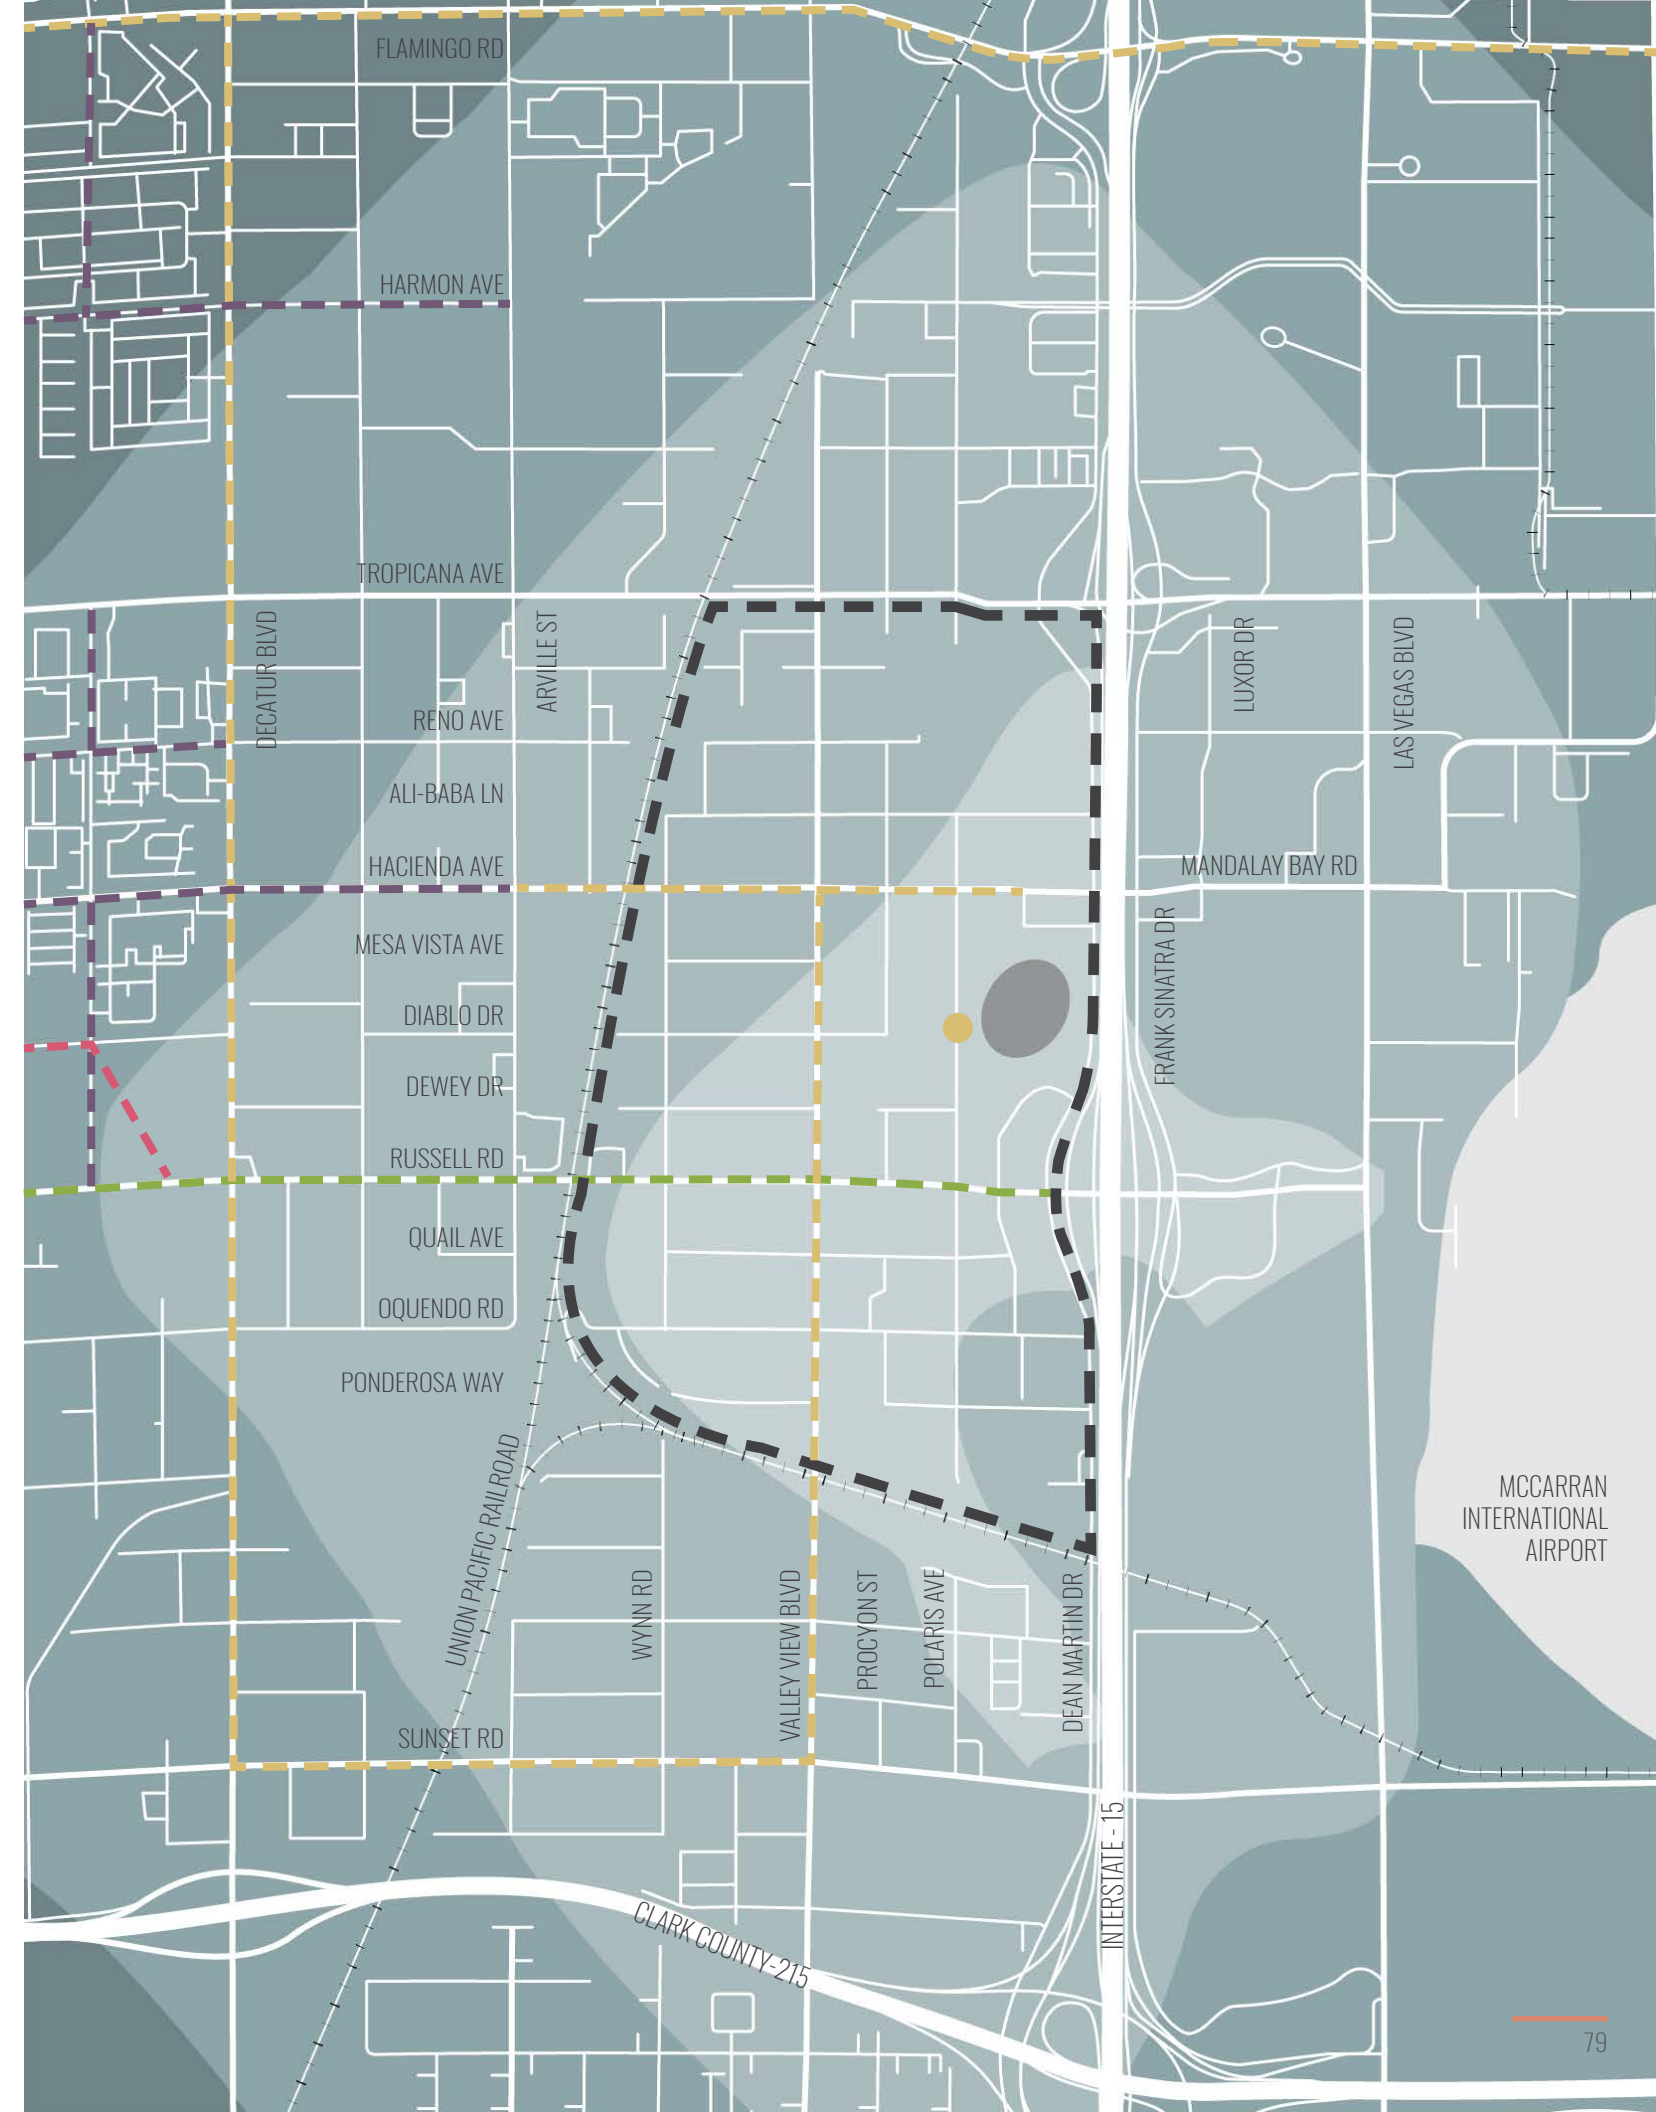 FLAMINGO RD
HARMON AVE
TROPICANA AVE
DECATUR BLVD
ARVILLE ST
LUXOR DR
LAS VEGAS BLVD
RENO AVE
ALI-BABA LN
HACIENDA AVE
MANDALAY BAY RD
MESA VISTA AVE
FRANK SINATRA DR
DIABLO DR
DEWEY DR
RUSSELL RD
QUAIL AVE
OQUENDO RD
PONDEROSA WAY
UNION PACIFIC RAILROAD
MCCARRAN
INTERNATIONAL
AIRPORT
WYNN RD
VALLEY VIEW BLVD
PROCYON ST
POLARIS AVE
DEAN MARTIN DR
SUNSET RD
INTERSTATE - 15
CLARK COUNTY-215
79